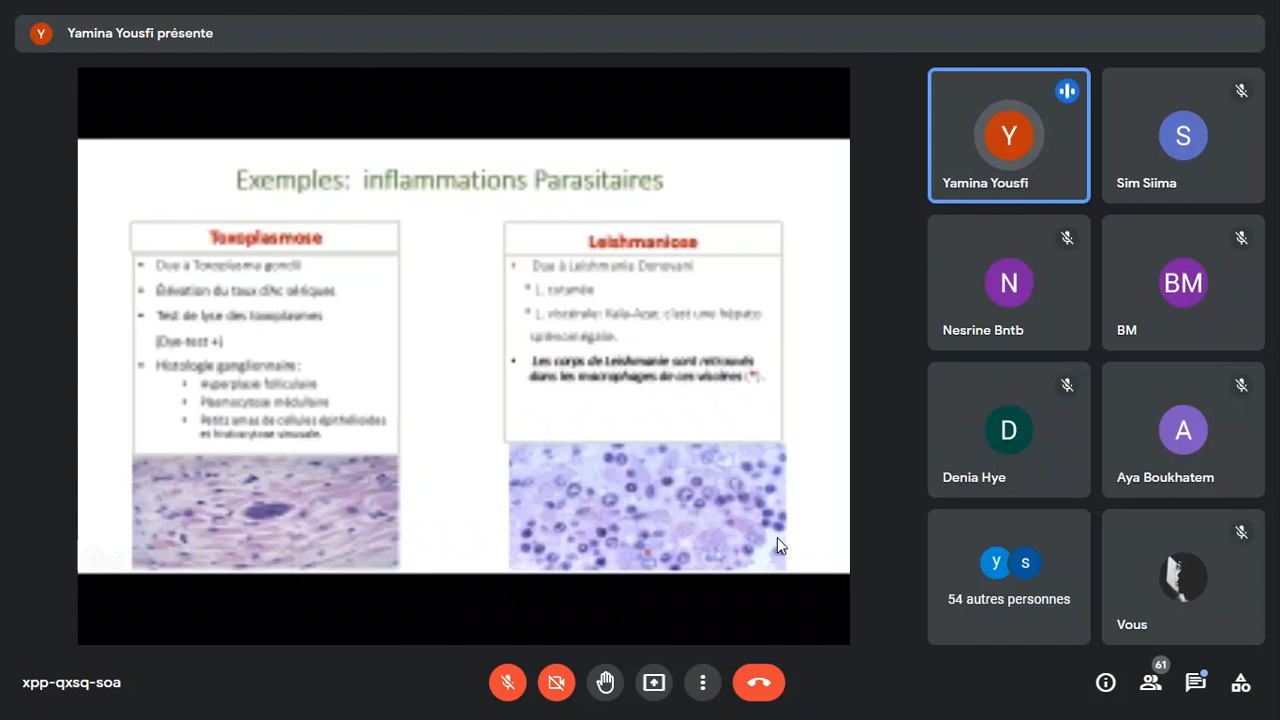 Y
Yamina Yousfi présente
Exemples: inflammations Parasitaires
Toxoplasmose
• Due à Toxoplasma gondii
• Élévation du taux d'Ac sériques
• Test de lyse des toxoplasmes
(Dye-test +)
• Histologie ganglionnaire:
• Hyperplasie folliculaire
• Plasmocytose médullaire
• Petits amas de cellules épithélioides
et histiocytose sinusale.
Leishmaniose
• Due à Leishmania Donovani
* L. cutanée
* L. viscérale: Kala-Azar, c'est une hépato
splénomégalie.
• Les corps de Leishmanie sont retrouvés
dans les macrophages de ces viscères (*).
Y
Yamina Yousfi
S
Sim Siima
N
Nesrine Bntb
BM
BM
D
Denia Hye
A
Aya Boukhatem
y s
54 autres personnes
Vous
xpp-qxsq-soa
61